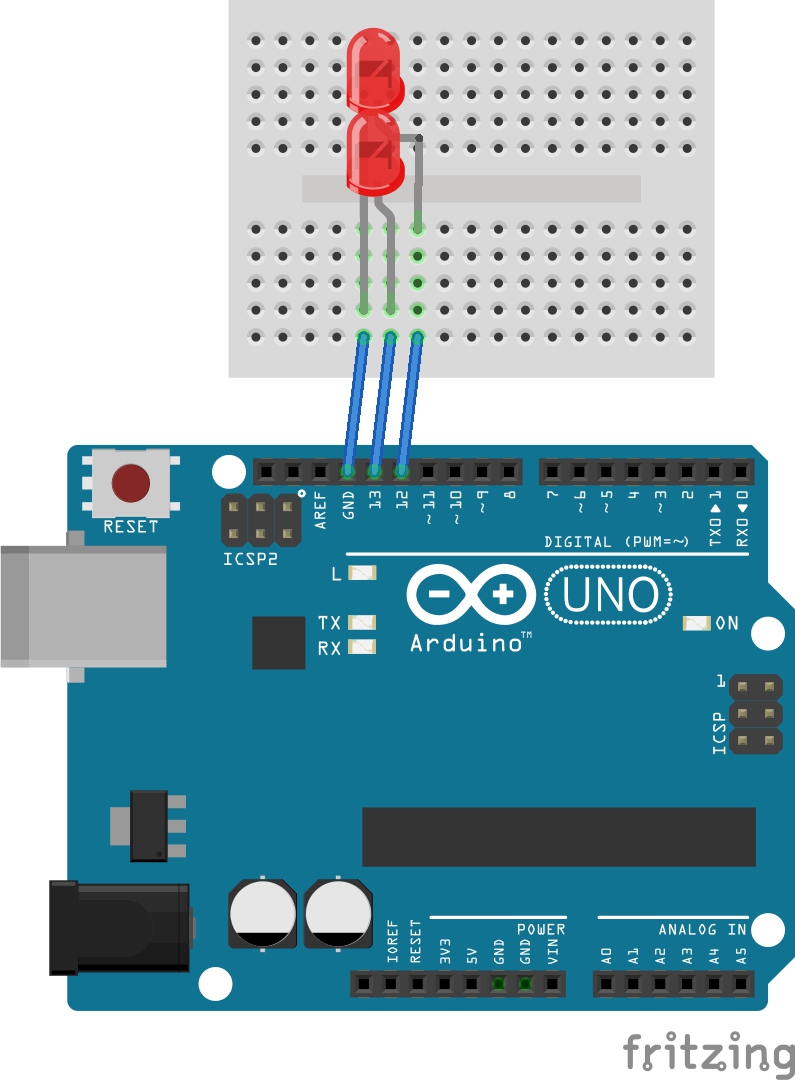 RESET
ICSP2
AREF
GND
13
12
~11
~10
~9
8
7
~6
~5
4
~3
2
TX0▶1
RX0◀0
DIGITAL (PWM=~)
L
TX
RX
UNO
Arduino™
ON
1
ICSP
POWER
ANALOG IN
IOREF
RESET
3V3
5V
GND
GND
VIN
A0
A1
A2
A3
A4
A5
fritzing